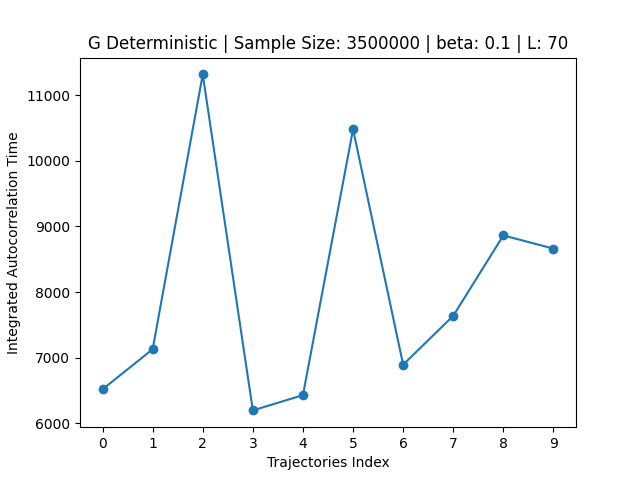 G Deterministic | Sample Size: 3500000 | beta: 0.1 | L: 70
Integrated Autocorrelation Time
11000
10000
9000
8000
7000
6000
0 1 2 3 4 5 6 7 8 9
Trajectories Index